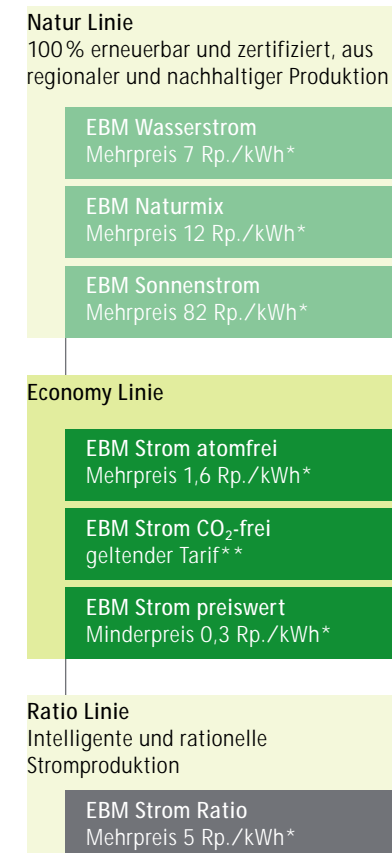 Natur Linie
100 % erneuerbar und zertifiziert, aus
regionaler und nachhaltiger Produktion
EBM Wasserstrom
Mehrpreis 7 Rp./kWh*
EBM Naturmix
Mehrpreis 12 Rp./kWh*
EBM Sonnenstrom
Mehrpreis 82 Rp./kWh*
Economy Linie
EBM Strom atomfrei
Mehrpreis 1,6 Rp./kWh*
EBM Strom CO₂-frei
geltender Tarif**
EBM Strom preiswert
Minderpreis 0,3 Rp./kWh*
Ratio Linie
Intelligente und rationelle
Stromproduktion
EBM Strom Ratio
Mehrpreis 5 Rp./kWh*